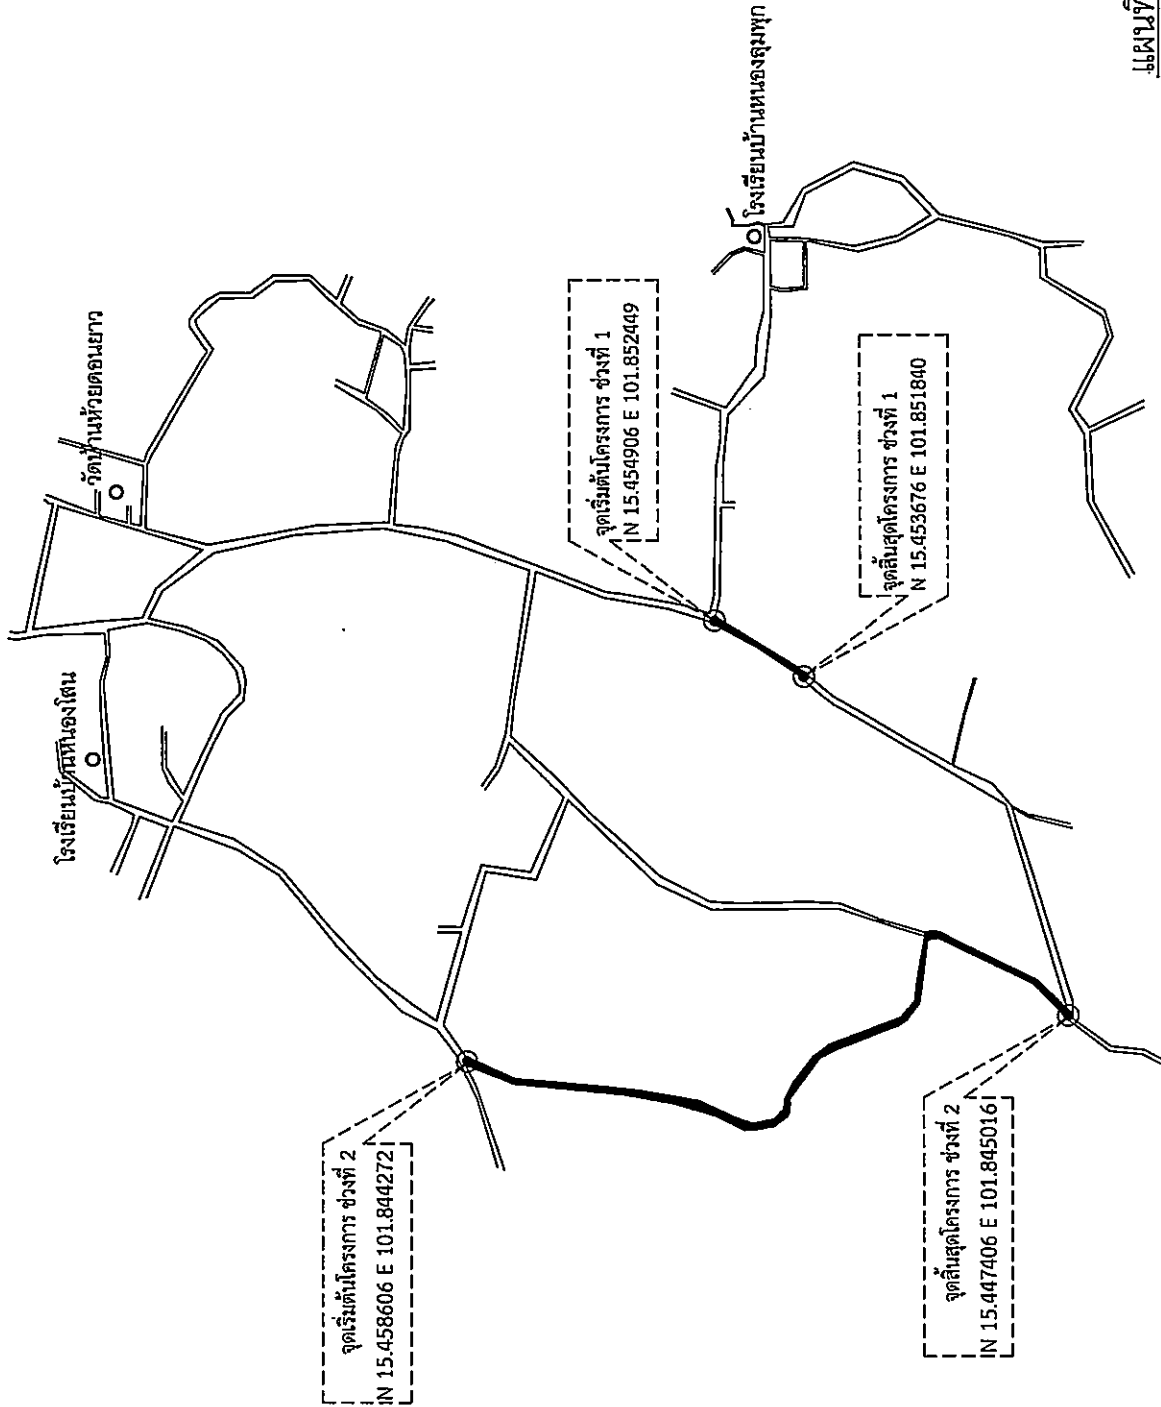 โรงเรียนบ้านหนองโดน
วัดบ้านห้วยตอนยาว
จุดเริ่มต้นโครงการ ช่วงที่ 2
N 15.458606 E 101.844272
จุดเริ่มต้นโครงการ ช่วงที่ 1
N 15.454906 E 101.852449
โรงเรียนบ้านหนองลุมพุก
จุดสิ้นสุดโครงการ ช่วงที่ 1
N 15.453676 E 101.851840
จุดสิ้นสุดโครงการ ช่วงที่ 2
N 15.447406 E 101.845016
แผนที่